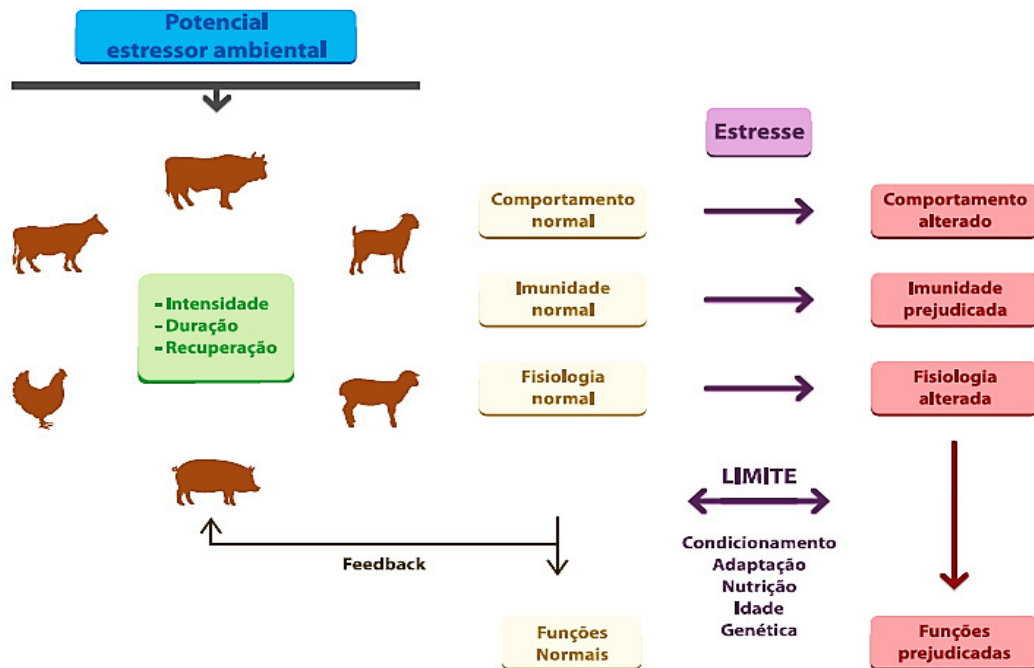 Potencial
estressor ambiental
Estresse
Comportamento
normal
Comportamento
alterado
- Intensidade
- Duração
- Recuperação
Imunidade
normal
Imunidade
prejudicada
Fisiologia
normal
Fisiologia
alterada
LIMITE
Condicionamento
Adaptação
Nutrição
Idade
Genética
Feedback
Funções
Normais
Funções
prejudicadas